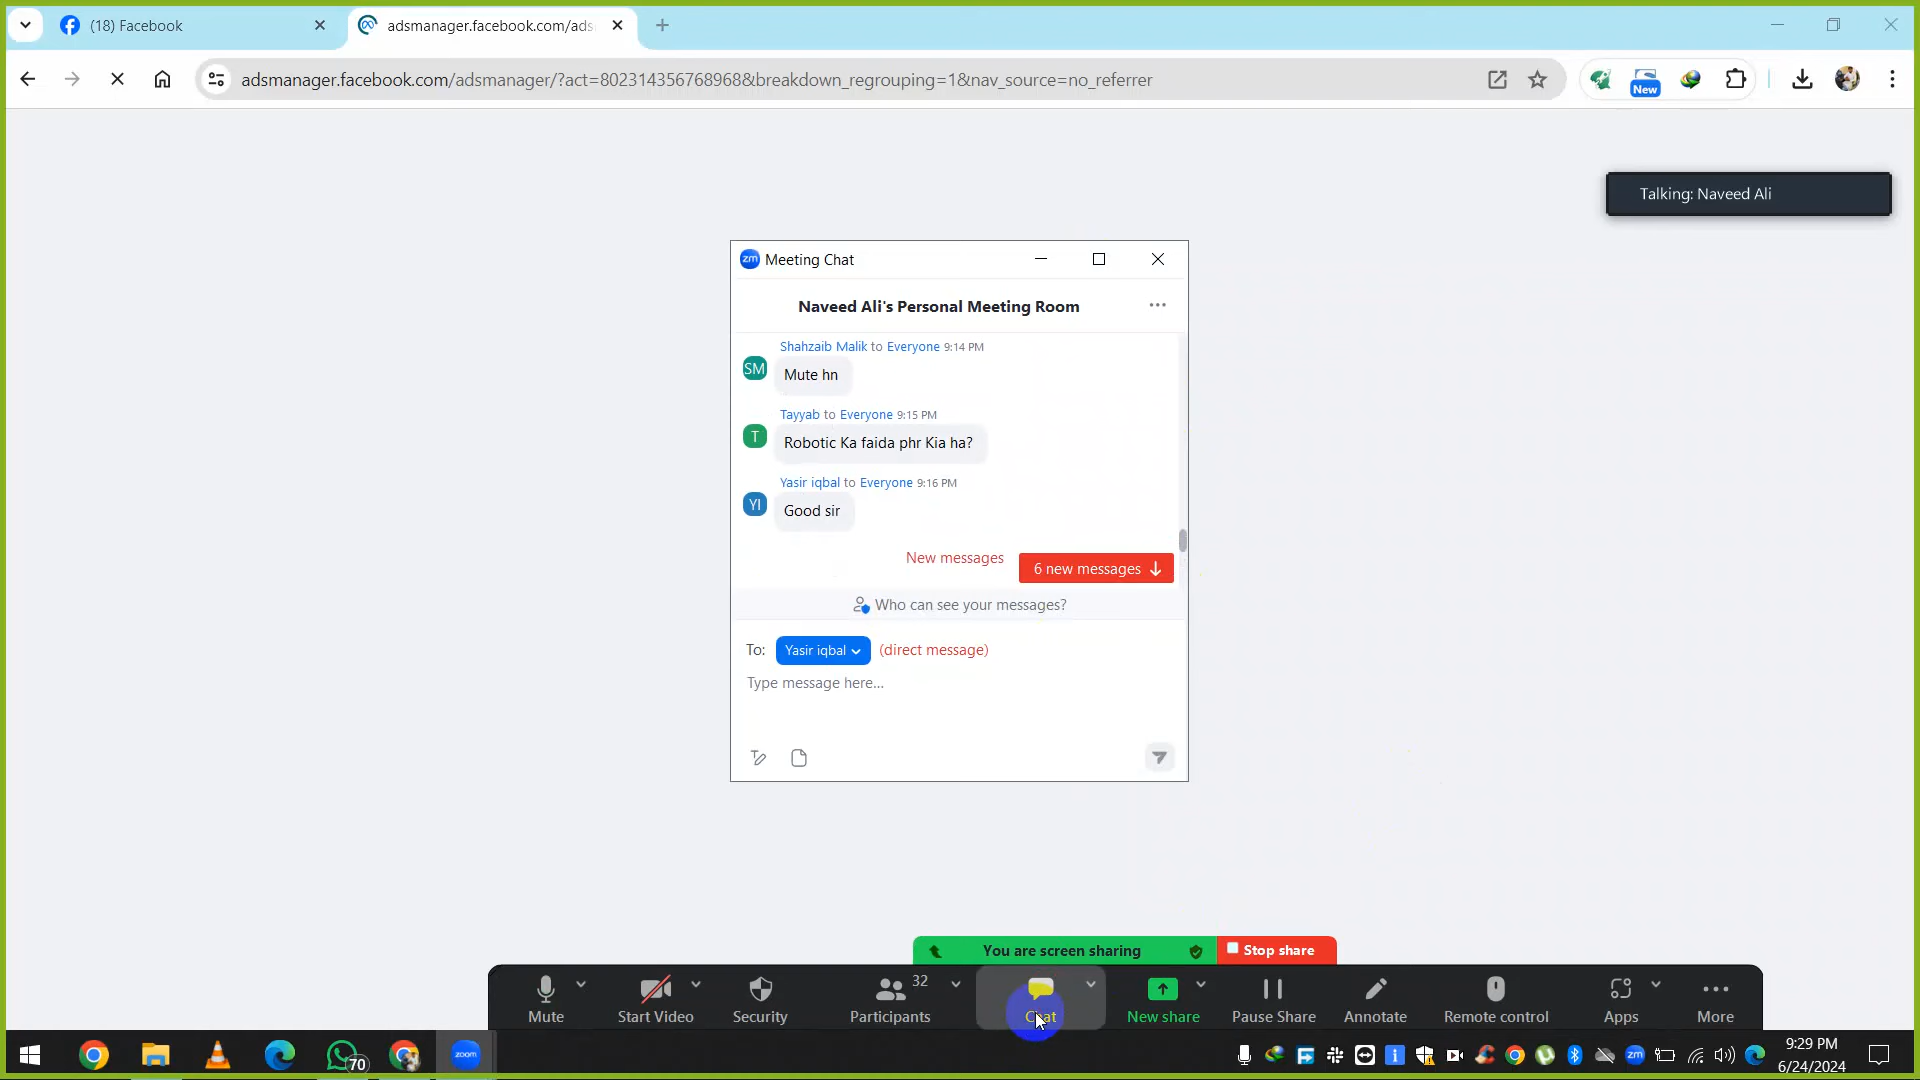 (18) Facebook
adsmanager.facebook.com/ads
adsmanager.facebook.com/adsmanager/?act=802314356768968&breakdown_regrouping=1&nav_source=no_referrer
New
Talking: Naveed Ali
zm Meeting Chat
Naveed Ali's Personal Meeting Room
Shahzaib Malik to Everyone 9:14 PM
SM
Mute hn
Tayyab to Everyone 9:15 PM
T
Robotic Ka faida phr Kia ha?
Yasir iqbal to Everyone 9:16 PM
YI
Good sir
New messages
6 new messages
Who can see your messages?
To: Yasir iqbal (direct message)
Type message here...
You are screen sharing
Stop share
32
Mute
Start Video
Security
Participants
Chat
New share
Pause Share
Annotate
Remote control
Apps
More
70
zoom
zm
9:29 PM
6/24/2024